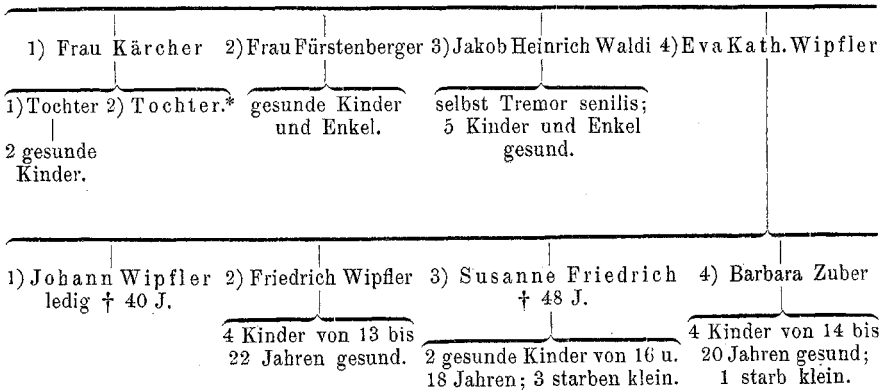 1) Frau Kärcher 2) Frau Fürstenberger 3) Jakob Heinrich Waldi 4) Eva Kath. Wipfler
1) Tochter 2) Tochter.* gesunde Kinder selbst Tremor senilis;
und Enkel. 5 Kinder und Enkel
2 gesunde gesund.
Kinder.
1) Johann Wipfler 2) Friedrich Wipfler 3) Susanne Friedrich 4) Barbara Zuber
ledig † 40 J. † 48 J.
4 Kinder von 13 bis 4 Kinder von 14 bis
22 Jahren gesund. 2 gesunde Kinder von 16 u. 20 Jahren gesund;
18 Jahren; 3 starben klein. 1 starb klein.